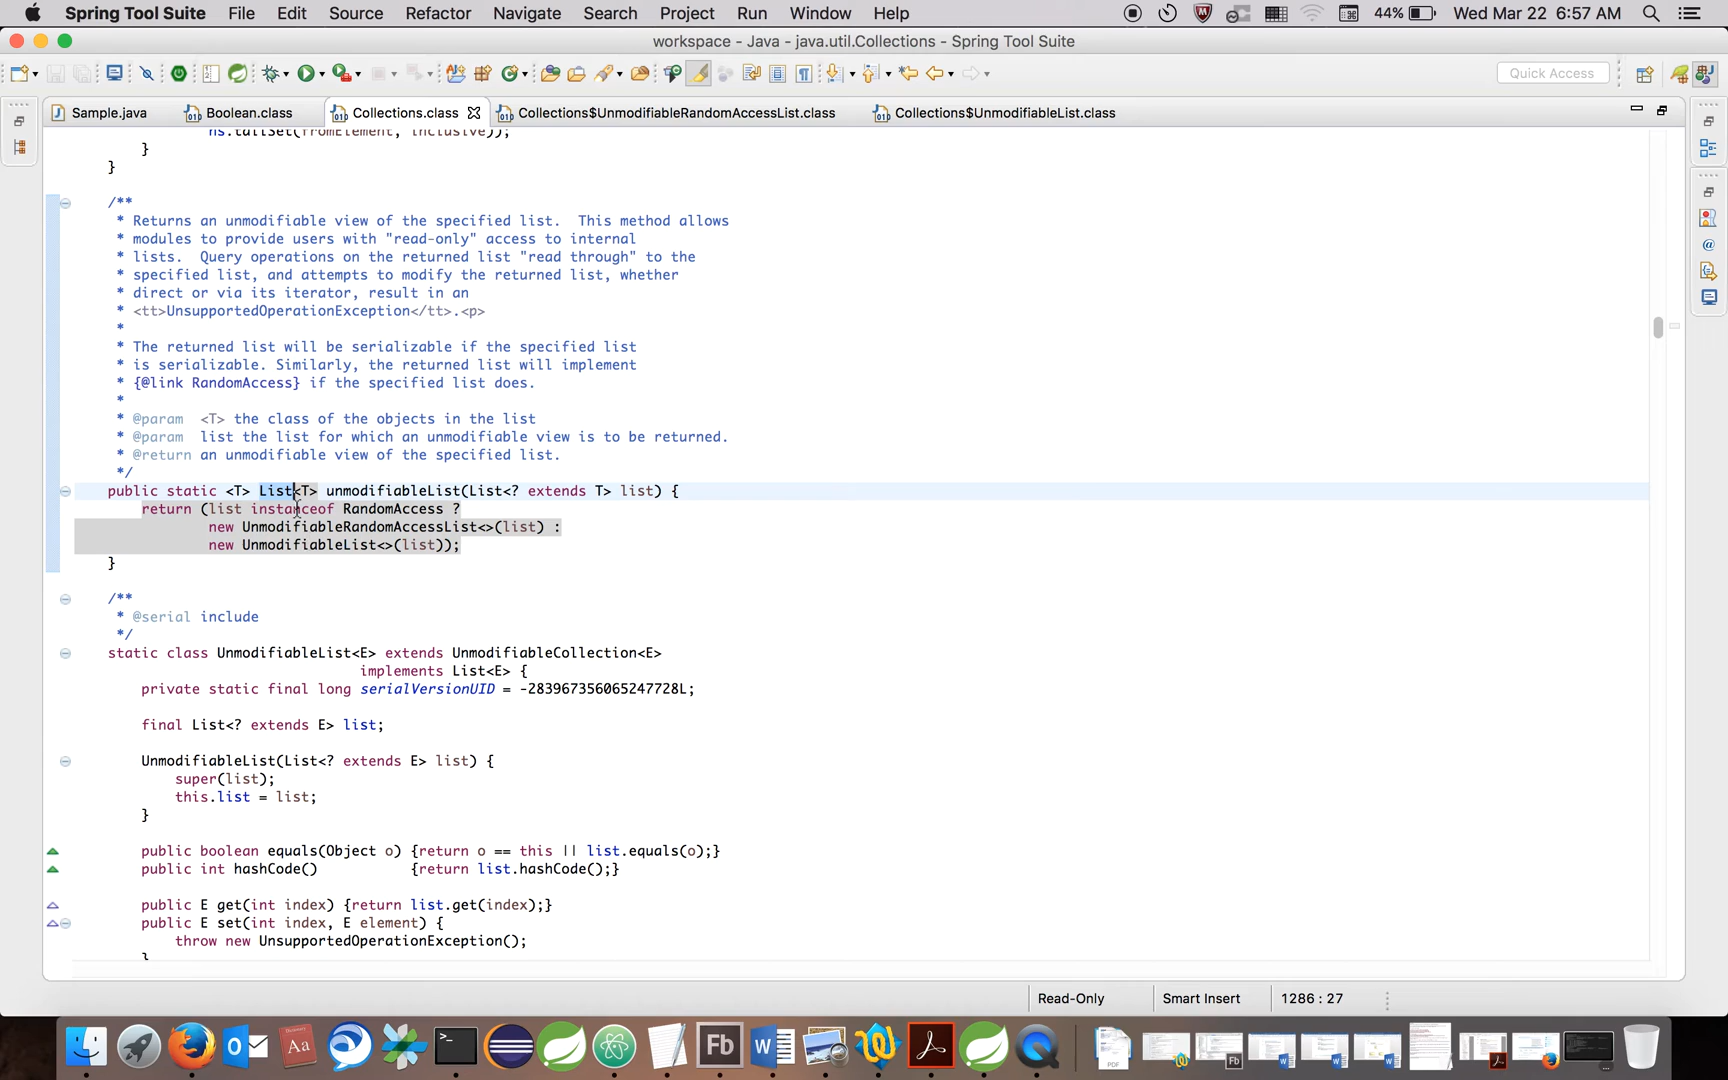 Spring Tool Suite File Edit Source Refactor Navigate Search Project Run Window Help 44% Wed Mar 22 6:57 AM
workspace - Java - java.util.Collections - Spring Tool Suite
Quick Access
Sample.java Boolean.class Collections.class Collections$UnmodifiableRandomAccessList.class Collections$UnmodifiableList.class
ns.tailSet(fromElement, inclusive));
}
}
/**
* Returns an unmodifiable view of the specified list.  This method allows
* modules to provide users with "read-only" access to internal
* lists.  Query operations on the returned list "read through" to the
* specified list, and attempts to modify the returned list, whether
* direct or via its iterator, result in an
* <tt>UnsupportedOperationException</tt>.<p>
*
* The returned list will be serializable if the specified list
* is serializable. Similarly, the returned list will implement
* {@link RandomAccess} if the specified list does.
*
* @param  <T> the class of the objects in the list
* @param  list the list for which an unmodifiable view is to be returned.
* @return an unmodifiable view of the specified list.
*/
public static <T> List<T> unmodifiableList(List<? extends T> list) {
return (list instanceof RandomAccess ?
new UnmodifiableRandomAccessList<>(list) :
new UnmodifiableList<>(list));
}
/**
* @serial include
*/
static class UnmodifiableList<E> extends UnmodifiableCollection<E>
implements List<E> {
private static final long serialVersionUID = -283967356065247728L;
final List<? extends E> list;
UnmodifiableList(List<? extends E> list) {
super(list);
this.list = list;
}
public boolean equals(Object o) {return o == this || list.equals(o);}
public int hashCode()           {return list.hashCode();}
public E get(int index) {return list.get(index);}
public E set(int index, E element) {
throw new UnsupportedOperationException();
}
Read-Only Smart Insert 1286 : 27